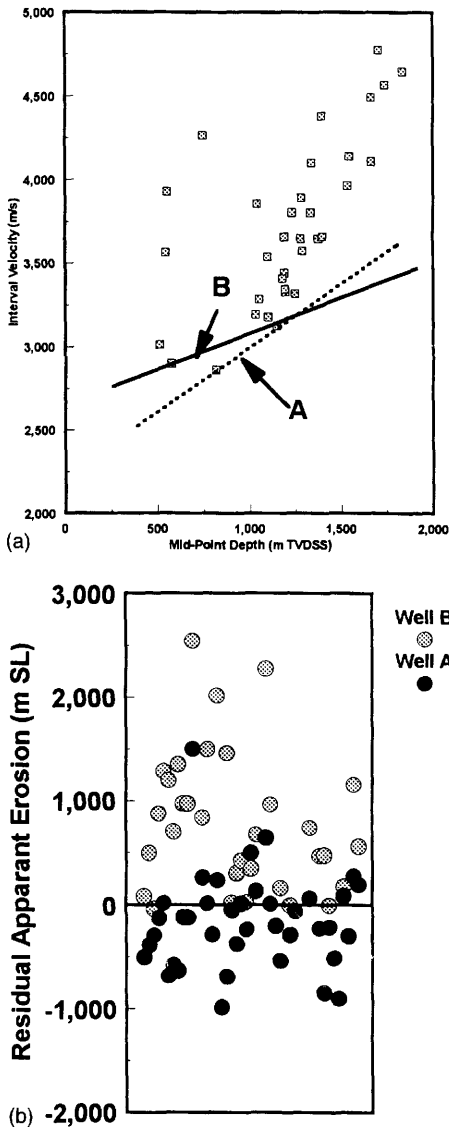 5,000
4,500
4,000
3,500
3,000
2,500
2,000
Interval Velocity (m/s)
B
A
0
500
1,000
1,500
2,000
Mid-Point Depth (m TVDSS)
(a)
3,000
2,000
1,000
0
-1,000
-2,000
Residual Apparant Erosion (m SL)
Well B
Well A
(b)